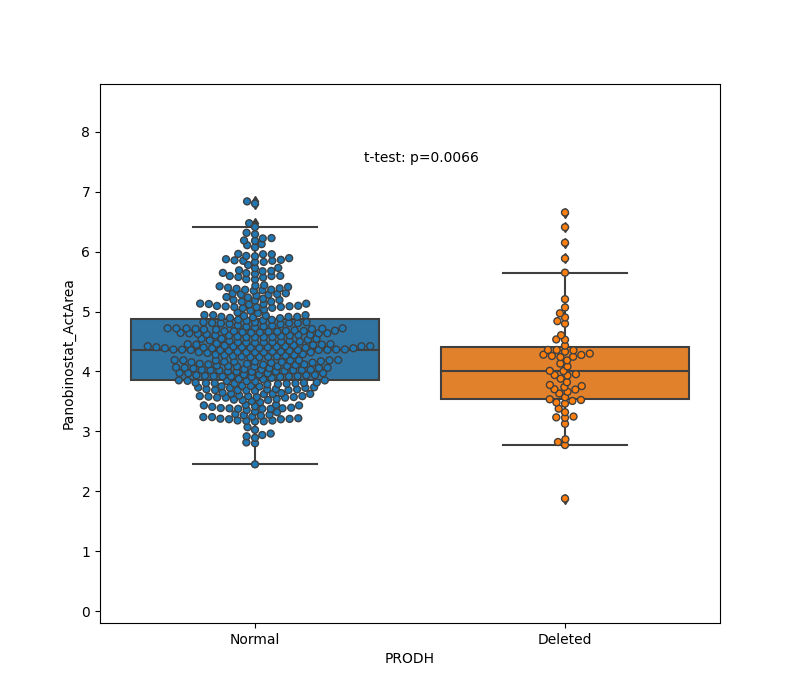 t-test: p=0.0066
Panobinostat_ActArea
8
7
6
5
4
3
2
1
0
Normal
Deleted
PRODH